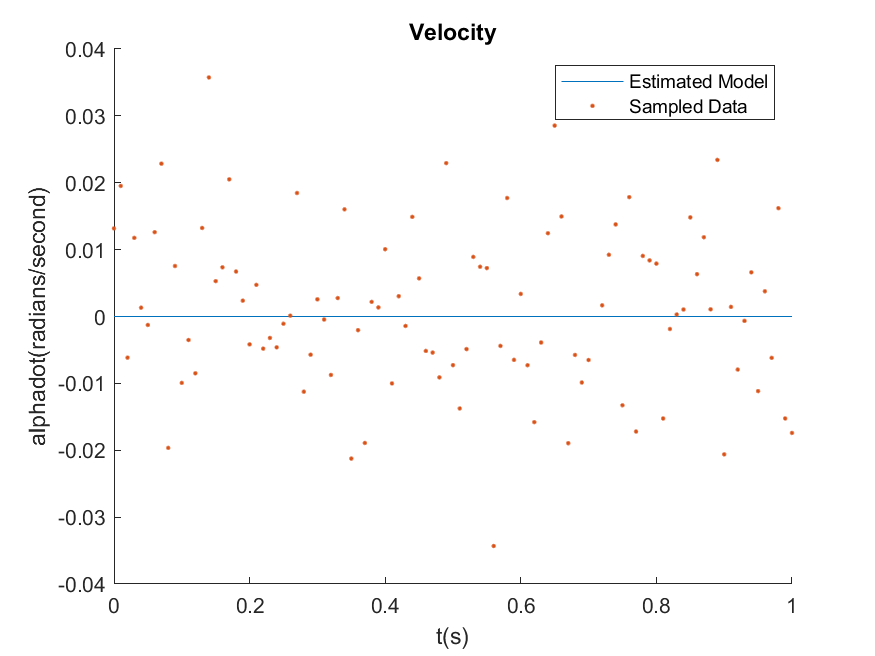 Velocity
0.04
0.03
0.02
0.01
0
-0.01
-0.02
-0.03
-0.04
alphadot(radians/second)
Estimated Model
Sampled Data
0 0.2 0.4 0.6 0.8 1
t(s)